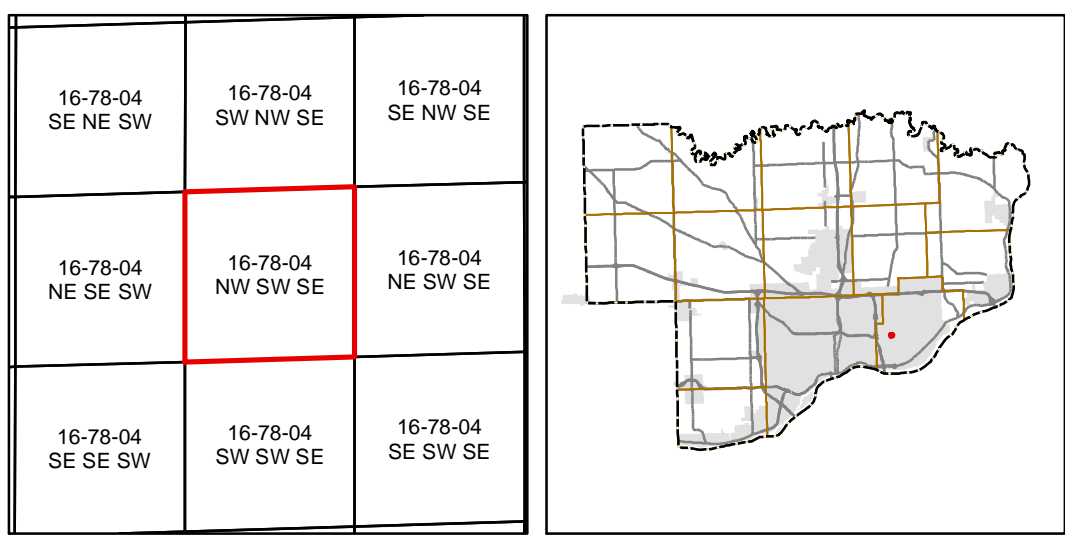 16-78-04
SE NE SW
16-78-04
SW NW SE
16-78-04
SE NW SE
16-78-04
NE SE SW
16-78-04
NW SW SE
16-78-04
NE SW SE
16-78-04
SE SE SW
16-78-04
SW SW SE
16-78-04
SE SW SE